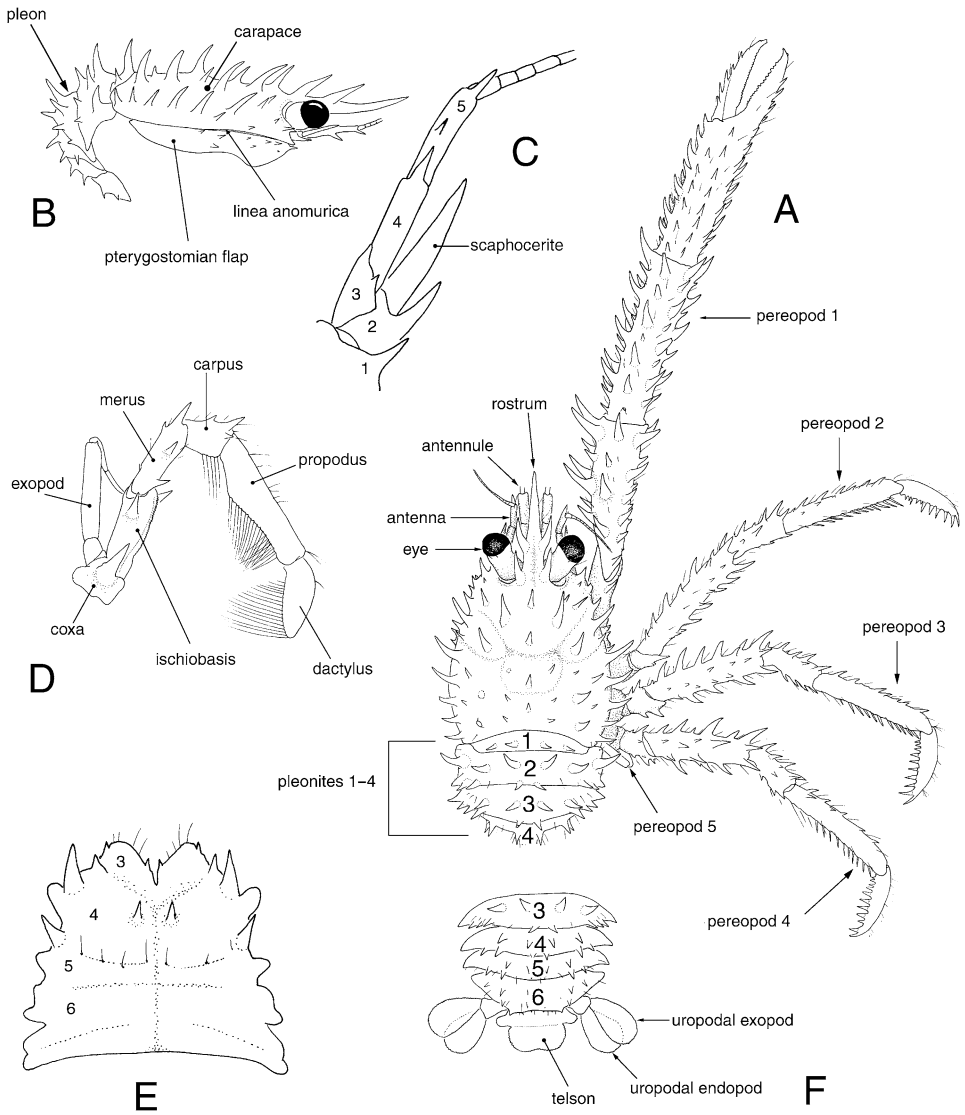 pleon
carapace
B
linea anomurica
pterygostomian flap
5
C
4
scaphocerite
3
2
1
A
pereopod 1
carpus
merus
exopod
propodus
coxa
ischiobasis
dactylus
D
rostrum
antennule
antenna
eye
pereopod 2
pereopod 3
1
2
3
4
pleonites 1–4
pereopod 5
pereopod 4
3
4
5
6
E
3
4
5
6
uropodal exopod
uropodal endopod
telson
F